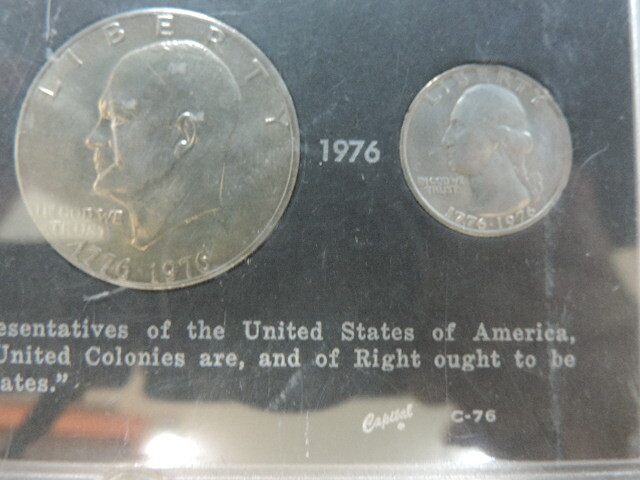 LIBERTY
IN GOD WE
TRUST
1776·1976
1976
LIBERTY
IN GOD WE
TRUST
1776-1976
esentatives of the United States of America,
United Colonies are, and of Right ought to be
ates."
Capital
C-76